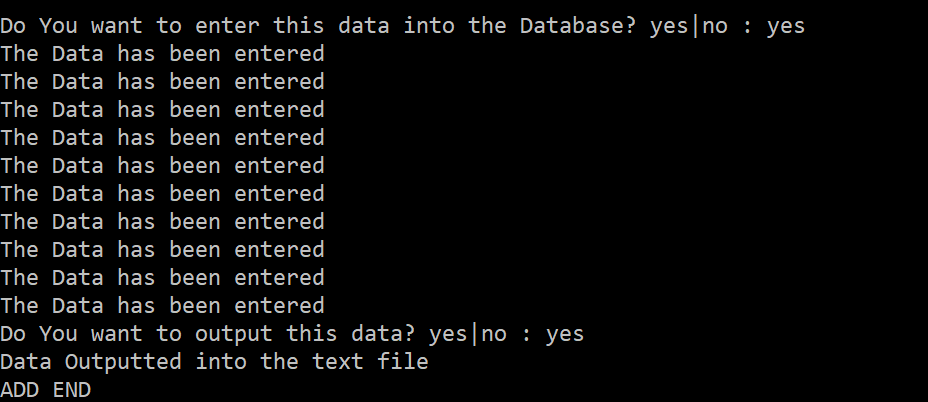 Do You want to enter this data into the Database? yes|no : yes
The Data has been entered
The Data has been entered
The Data has been entered
The Data has been entered
The Data has been entered
The Data has been entered
The Data has been entered
The Data has been entered
The Data has been entered
The Data has been entered
Do You want to output this data? yes|no : yes
Data Outputted into the text file
ADD END